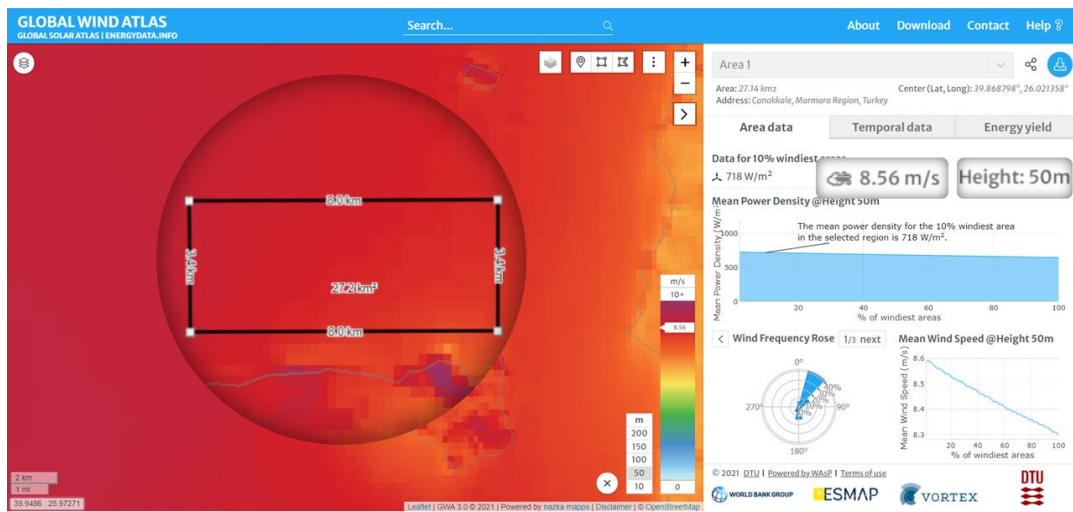 GLOBAL WIND ATLAS
GLOBAL SOLAR ATLAS | ENERGYDATA.INFO
Search...
About Download Contact Help
8.0 km
3.4 km
3.4 km
27.2 km²
8.0 km
m/s
10+
8.56
0
m
200
150
100
50
10
2 km
1 mi
39.9486 : 25.97271
Leaflet | GWA 3.0 © 2021 | Powered by nazka mapps | Disclaimer | © OpenStreetMap
Area 1
Area: 27.14 km2 Center (Lat, Long): 39.868798°, 26.021358°
Address: Canakkale, Marmara Region, Turkey
Area data Temporal data Energy yield
Data for 10% windiest
718 W/m²
8.56 m/s
Height: 50m
Mean Power Density @Height 50m
Mean Power Density (W/m
1000
500
0
The mean power density for the 10% windiest area
in the selected region is 718 W/m².
20 40 60 80 100
% of windiest areas
< Wind Frequency Rose 1/3 next
0°
270°
90°
180°
40%
30%
20%
10%
Mean Wind Speed @Height 50m
Mean Wind Speed (m/s)
8.6
8.5
8.4
8.3
20 40 60 80 100
% of windiest areas
© 2021 DTU | Powered by WAsP | Terms of use
WORLD BANK GROUP
ESMAP
VORTEX
DTU